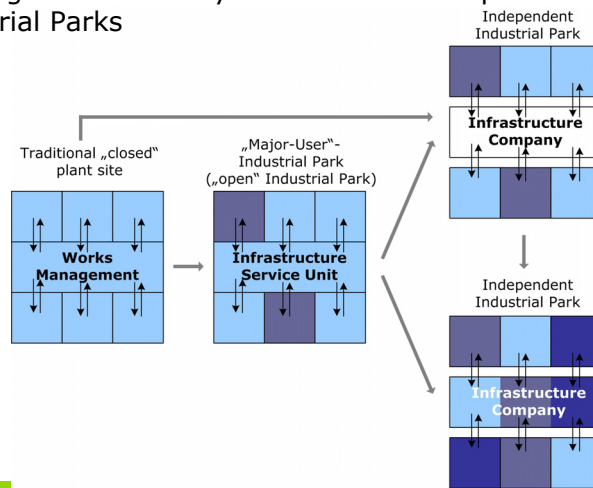 rial Parks
Independent
Industrial Park
Infrastructure
Company
Traditional „closed“
plant site
„Major-User“-
Industrial Park
(„open“ Industrial Park)
Works
Management
Infrastructure
Service Unit
Independent
Industrial Park
Infrastructure
Company